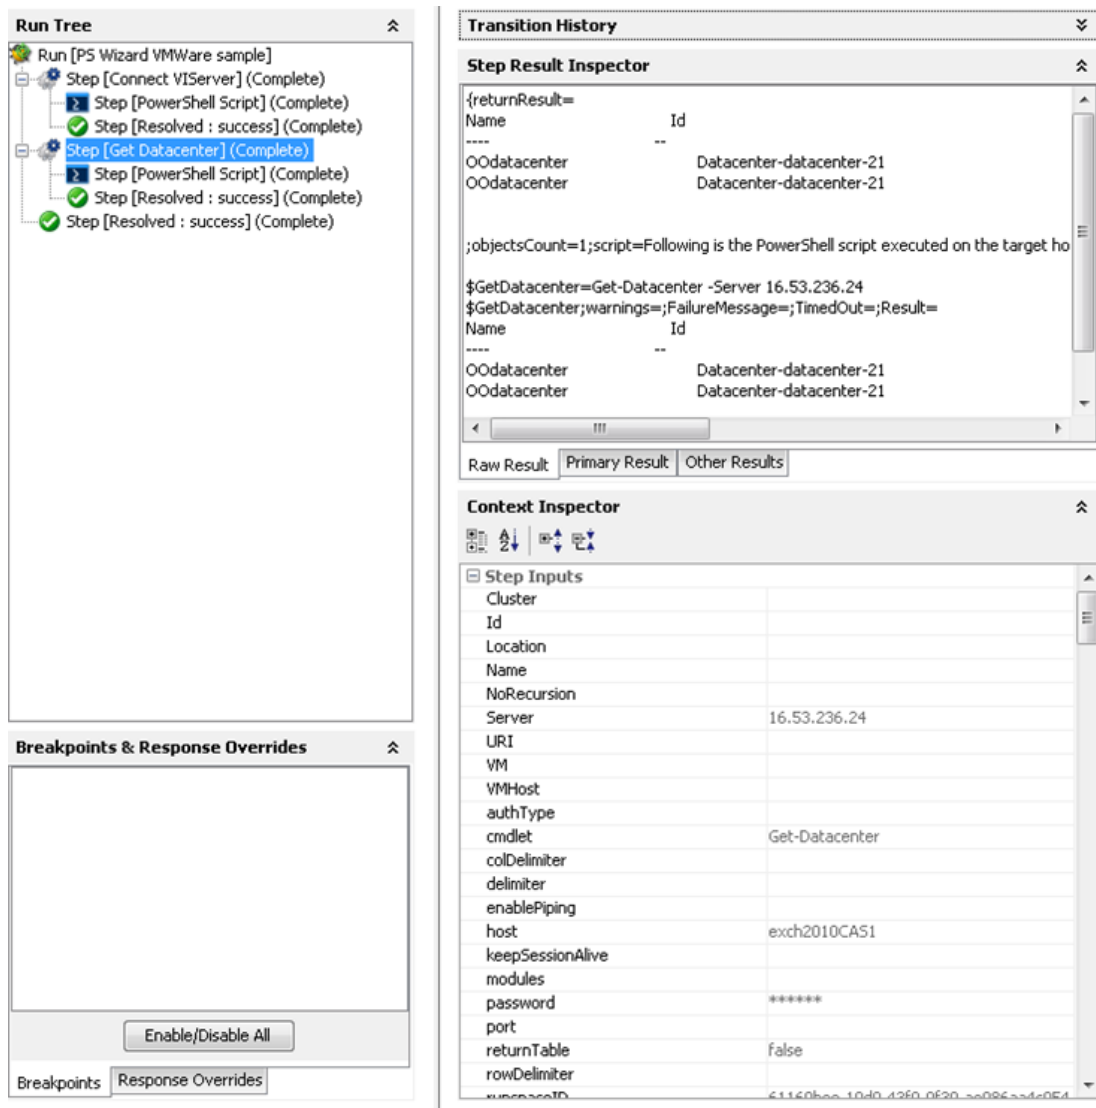 Run Tree
Run [PS Wizard VMWare sample]
Step [Connect VIServer] (Complete)
Step [PowerShell Script] (Complete)
Step [Resolved : success] (Complete)
Step [Get Datacenter] (Complete)
Step [PowerShell Script] (Complete)
Step [Resolved : success] (Complete)
Step [Resolved : success] (Complete)
Breakpoints & Response Overrides
Enable/Disable All
Breakpoints Response Overrides
Transition History
Step Result Inspector
{returnResult=
Name Id
---- --
OOdatacenter Datacenter-datacenter-21
OOdatacenter Datacenter-datacenter-21
;objectsCount=1;script=Following is the PowerShell script executed on the target ho
$GetDatacenter=Get-Datacenter -Server 16.53.236.24
$GetDatacenter;warnings=;FailureMessage=;TimedOut=;Result=
Name Id
---- --
OOdatacenter Datacenter-datacenter-21
OOdatacenter Datacenter-datacenter-21
Raw Result Primary Result Other Results
Context Inspector
Step Inputs
Cluster
Id
Location
Name
NoRecursion
Server 16.53.236.24
URI
VM
VMHost
authType
cmdlet Get-Datacenter
colDelimiter
delimiter
enablePiping
host exch2010CAS1
keepSessionAlive
modules
password ******
port
returnTable false
rowDelimiter